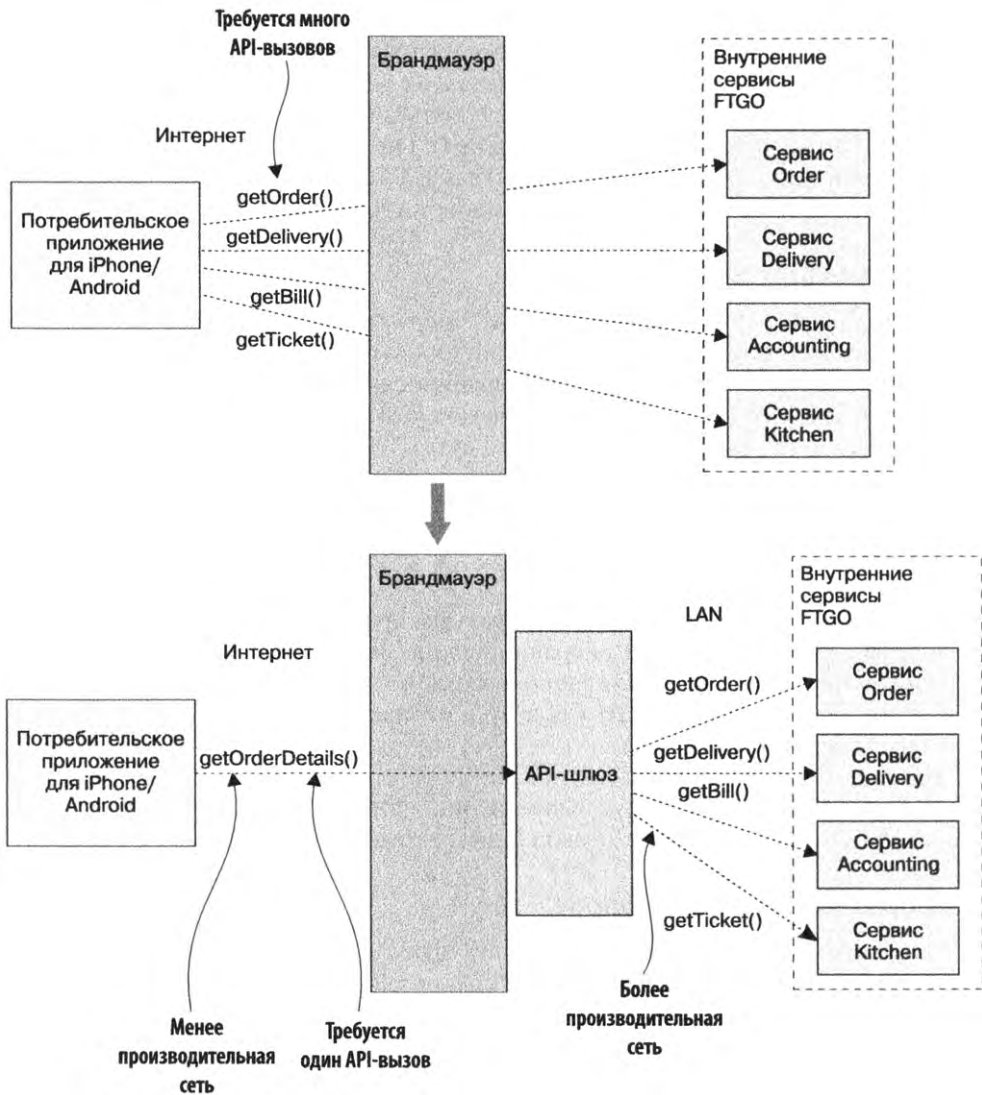 Требуется много
API-вызовов
Брандмауэр
Внутренние
сервисы
FTGO
Интернет
Сервис
Order
getOrder()
Потребительское
приложение
для iPhone/
Android
getDelivery()
Сервис
Delivery
getBill()
getTicket()
Сервис
Accounting
Сервис
Kitchen
Брандмауэр
Внутренние
сервисы
FTGO
LAN
Интернет
getOrder()
Сервис
Order
Потребительское
приложение
для iPhone/
Android
getOrderDetails()
API-шлюз
getDelivery()
Сервис
Delivery
getBill()
Сервис
Accounting
getTicket()
Сервис
Kitchen
Менее
производительная
сеть
Требуется
один API-вызов
Более
производительная
сеть